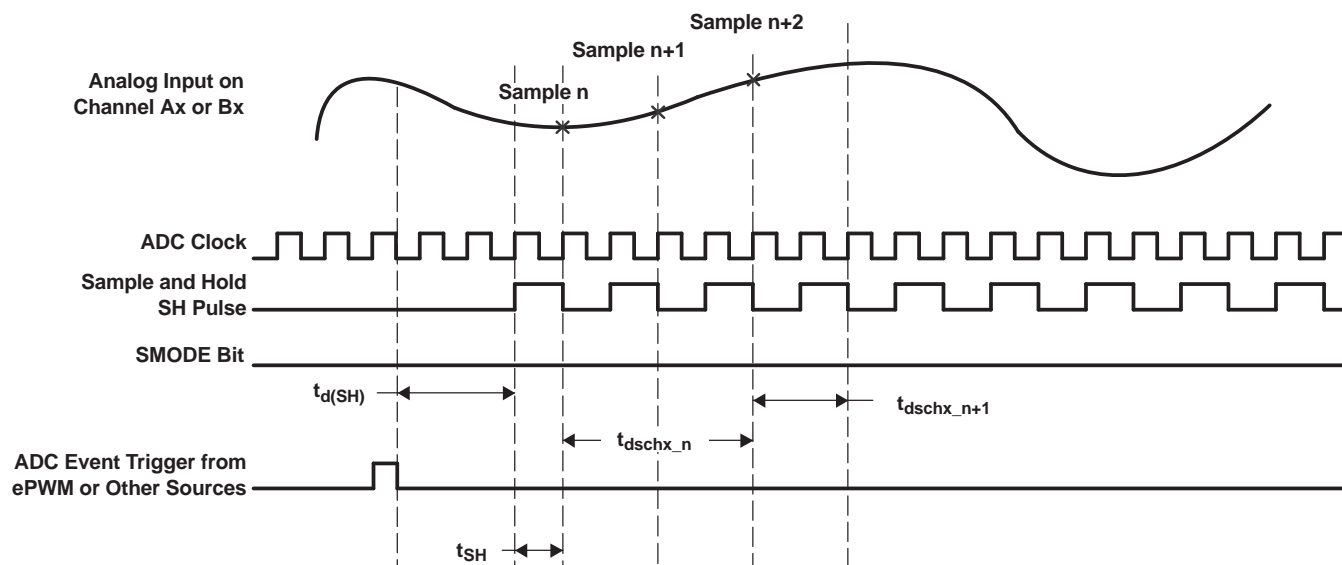 Sample n+2
Sample n+1
Analog Input on
Channel Ax or Bx
Sample n
ADC Clock
Sample and Hold
SH Pulse
SMODE Bit
td(SH)
tdschx_n+1
tdschx_n
ADC Event Trigger from
ePWM or Other Sources
tSH